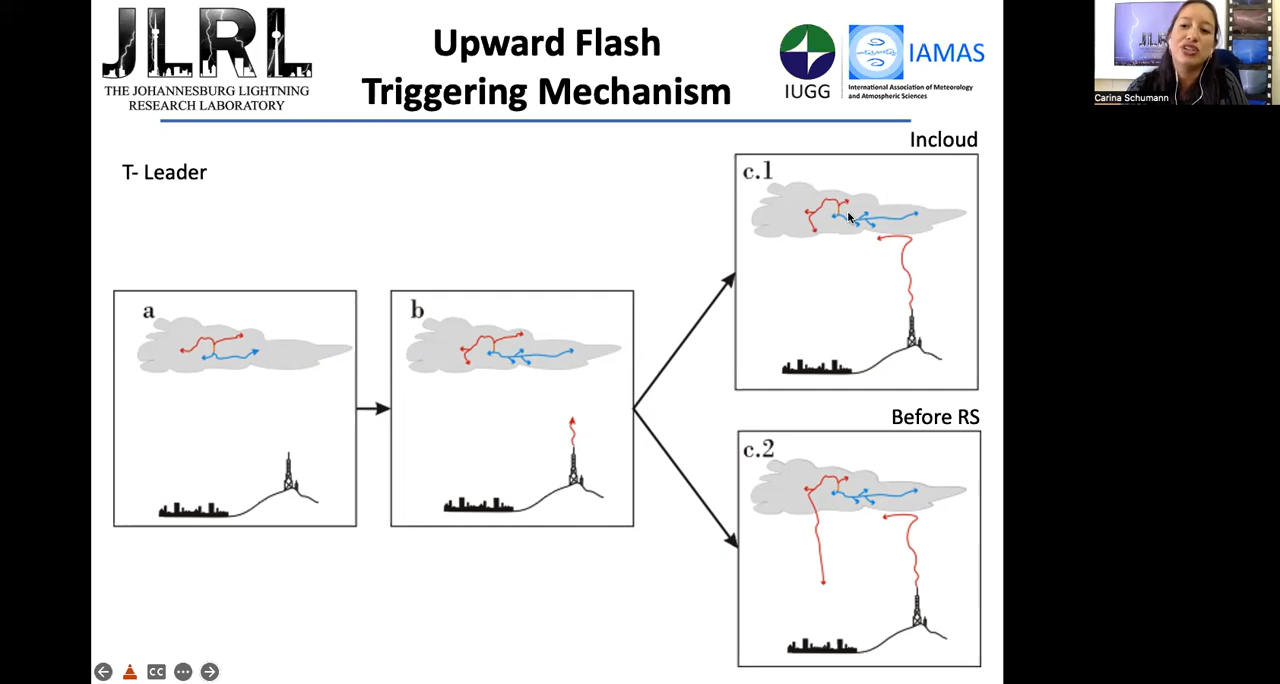 JLRL
THE JOHANNESBURG LIGHTNING
RESEARCH LABORATORY
Upward Flash
Triggering Mechanism
IUGG
IAMAS
International Association of Meteorology
and Atmospheric Sciences
Carina Schumann
T- Leader
Incloud
a
b
c.1
Before RS
c.2
CC